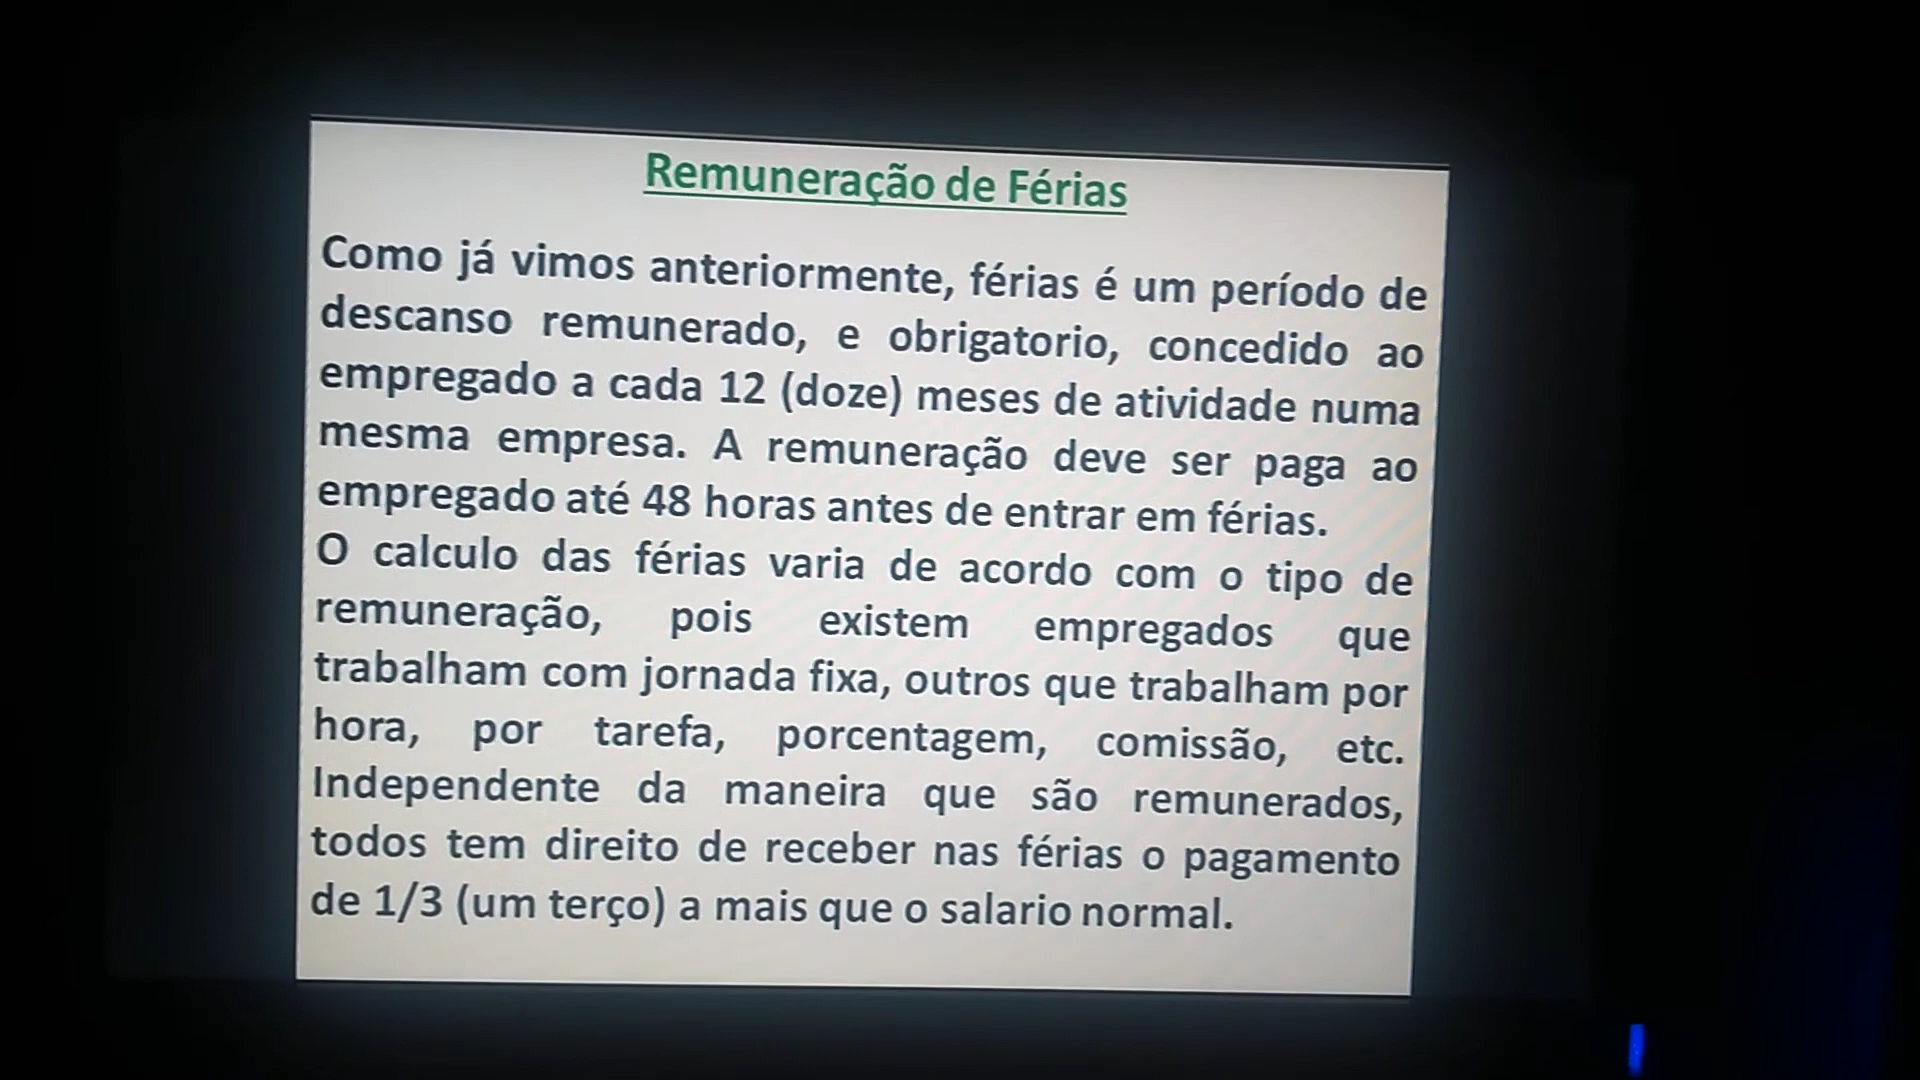 Remuneração de Férias
Como já vimos anteriormente, férias é um período de
descanso remunerado, e obrigatorio, concedido ao
empregado a cada 12 (doze) meses de atividade numa
mesma empresa. A remuneração deve ser paga ao
empregado até 48 horas antes de entrar em férias.
O calculo das férias varia de acordo com o tipo de
remuneração, pois existem empregados que
trabalham com jornada fixa, outros que trabalham por
hora, por tarefa, porcentagem, comissão, etc.
Independente da maneira que são remunerados,
todos tem direito de receber nas férias o pagamento
de 1/3 (um terço) a mais que o salario normal.